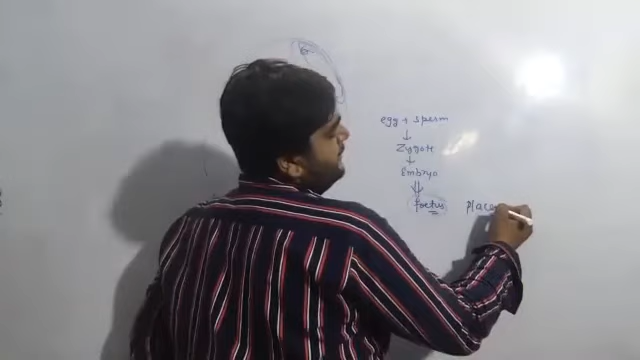 egg + sperm
↓
Zygote
↓
Embryo
⇓
foetus place